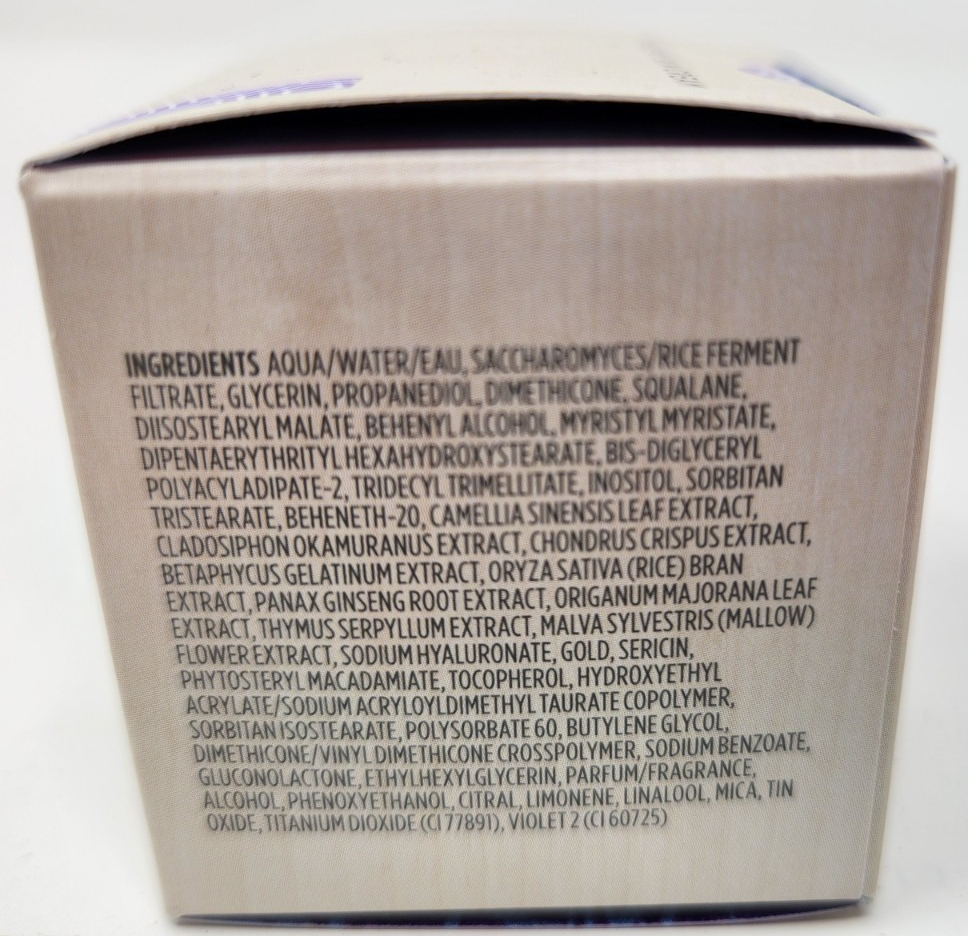 INGREDIENTS AQUA/WATER/EAU, SACCHAROMYCES/RICE FERMENT
FILTRATE, GLYCERIN, PROPANEDIOL, DIMETHICONE, SQUALANE,
DIISOSTEARYL MALATE, BEHENYL ALCOHOL, MYRISTYL MYRISTATE,
DIPENTAERYTHRITYL HEXAHYDROXYSTEARATE, BIS-DIGLYCERYL
POLYACYLADIPATE-2, TRIDECYL TRIMELLITATE, INOSITOL, SORBITAN
TRISTEARATE, BEHENETH-20, CAMELLIA SINENSIS LEAF EXTRACT,
CLADOSIPHON OKAMURANUS EXTRACT, CHONDRUS CRISPUS EXTRACT,
BETAPHYCUS GELATINUM EXTRACT, ORYZA SATIVA (RICE) BRAN
EXTRACT, PANAX GINSENG ROOT EXTRACT, ORIGANUM MAJORANA LEAF
EXTRACT, THYMUS SERPYLLUM EXTRACT, MALVA SYLVESTRIS (MALLOW)
FLOWER EXTRACT, SODIUM HYALURONATE, GOLD, SERICIN,
PHYTOSTERYL MACADAMIATE, TOCOPHEROL, HYDROXYETHYL
ACRYLATE/SODIUM ACRYLOYLDIMETHYL TAURATE COPOLYMER,
SORBITAN ISOSTEARATE, POLYSORBATE 60, BUTYLENE GLYCOL,
DIMETHICONE/VINYL DIMETHICONE CROSSPOLYMER, SODIUM BENZOATE,
GLUCONOLACTONE, ETHYLHEXYLGLYCERIN, PARFUM/FRAGRANCE,
ALCOHOL, PHENOXYETHANOL, CITRAL, LIMONENE, LINALOOL, MICA, TIN
OXIDE, TITANIUM DIOXIDE (CI 77891), VIOLET 2 (CI 60725)